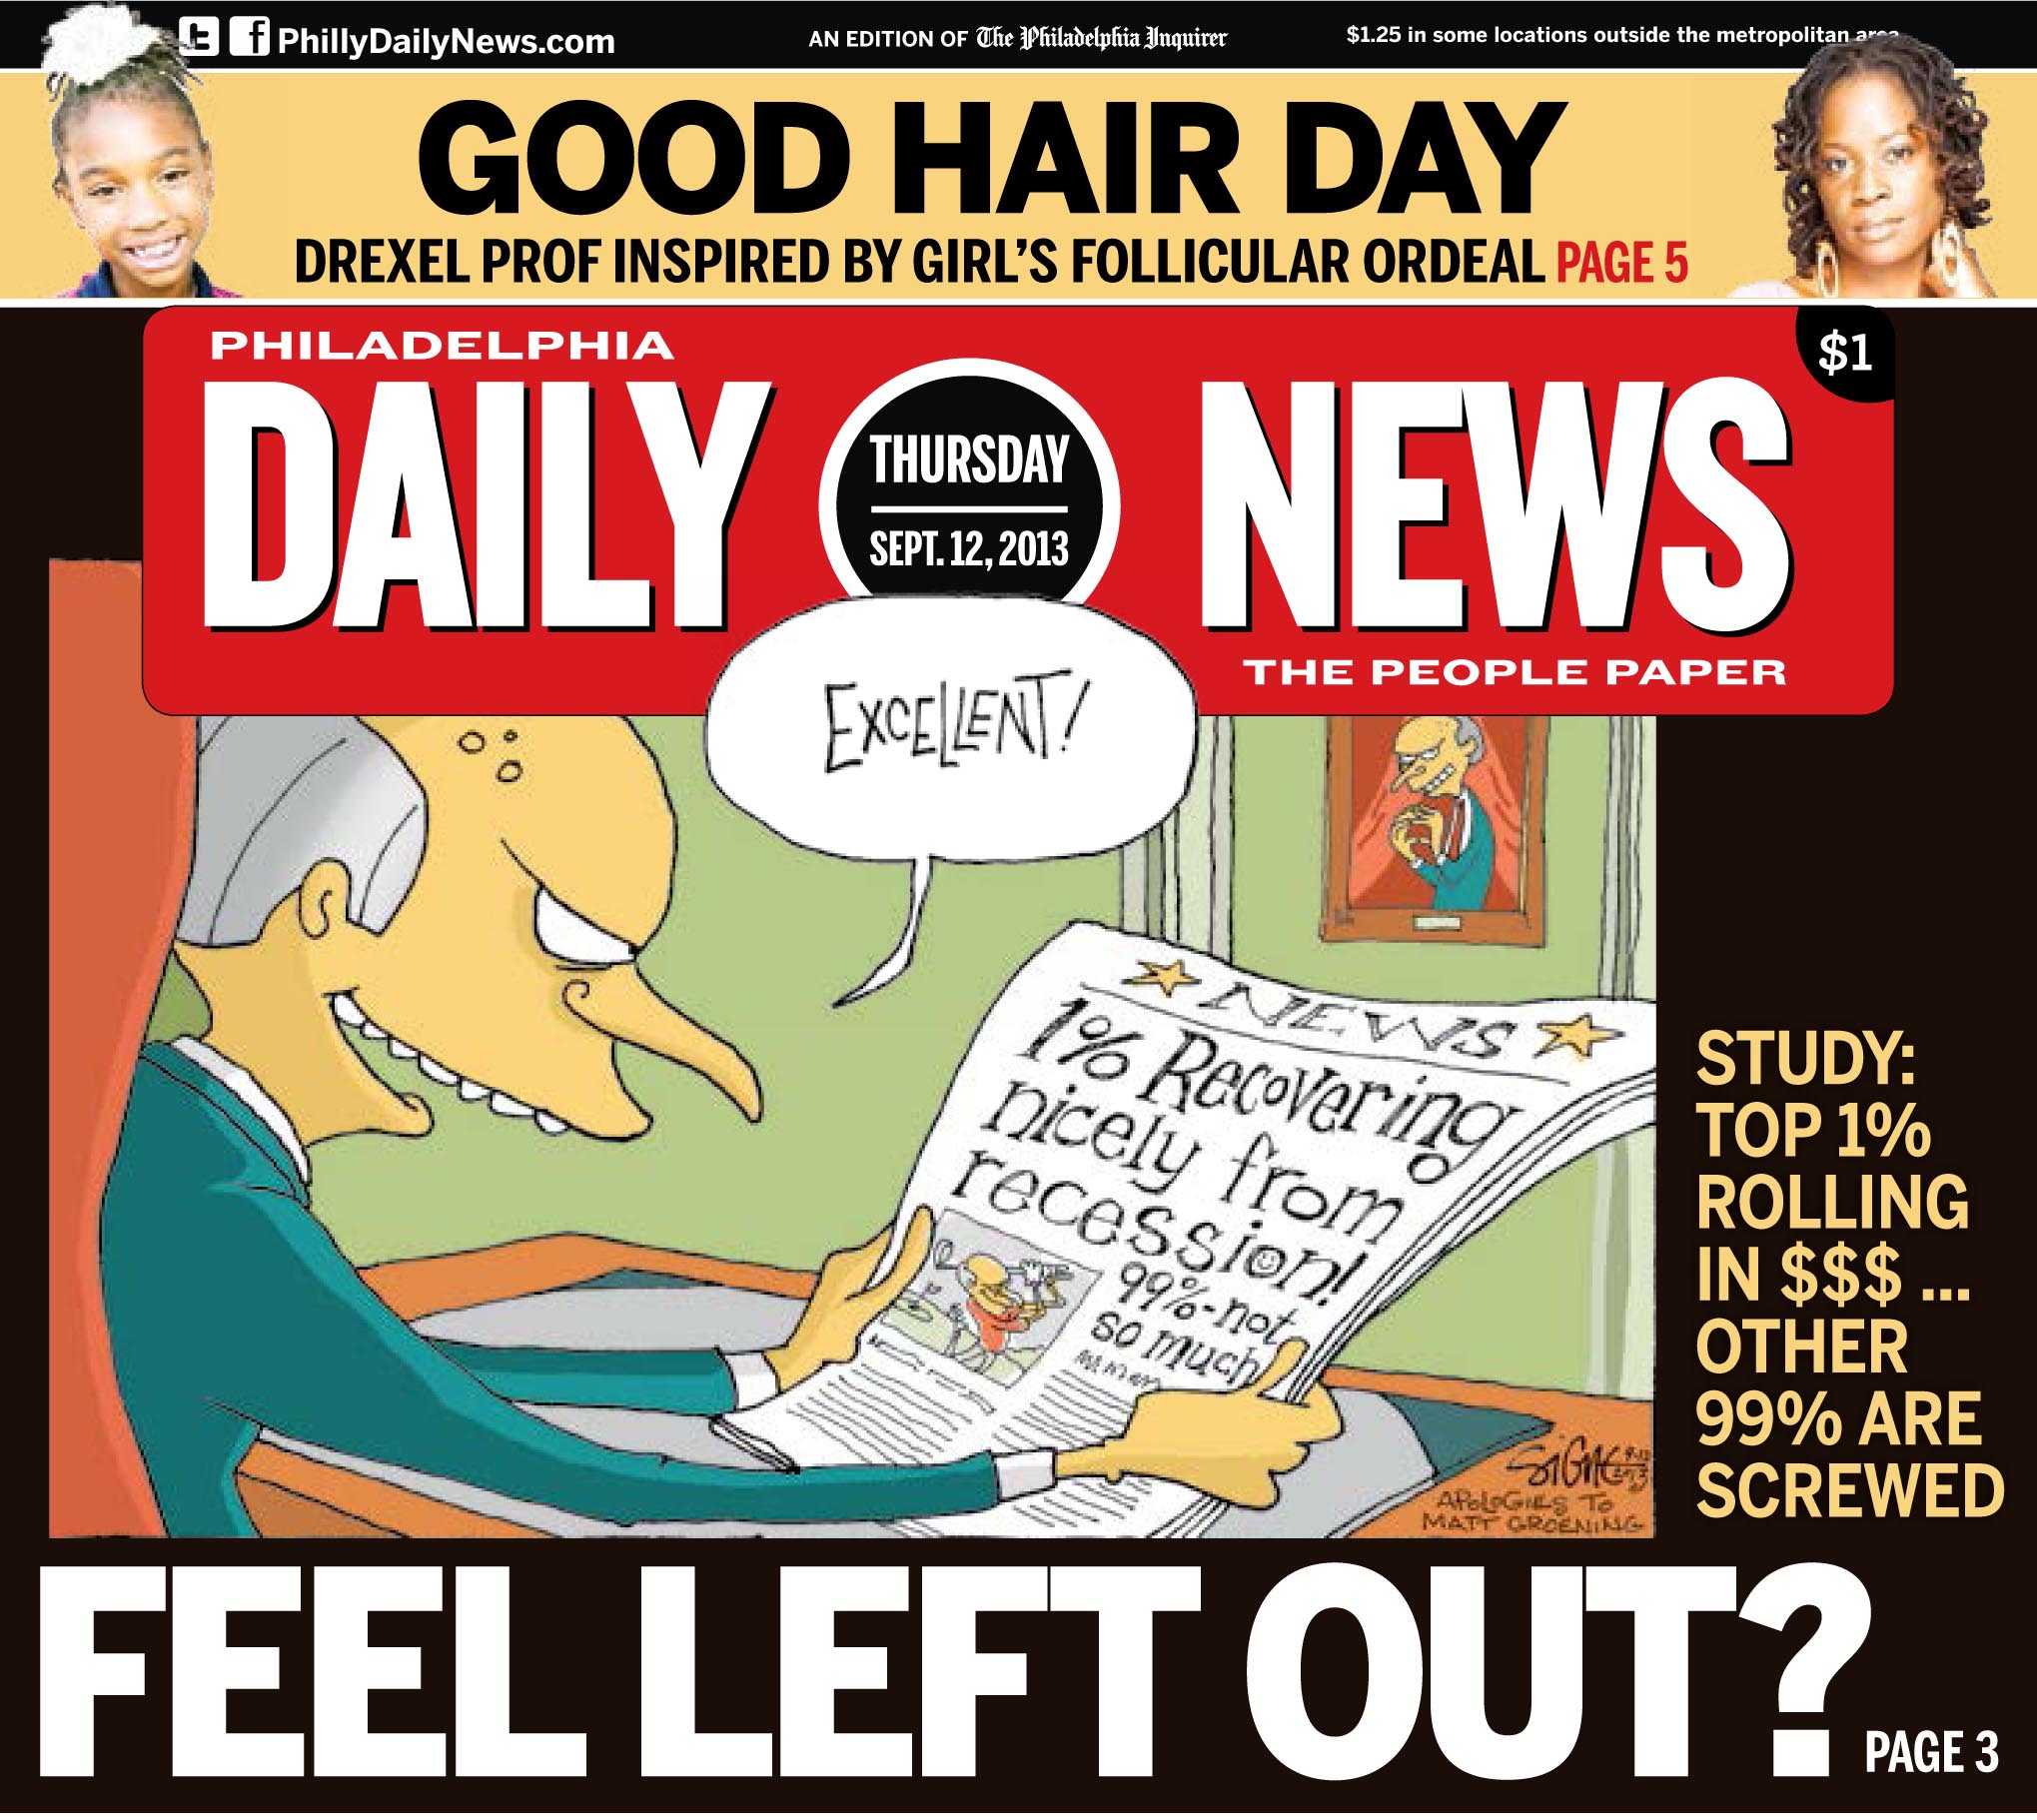 PhillyDailyNews.com
AN EDITION OF The Philadelphia Inquirer
$1.25 in some locations outside the metropolitan area
GOOD HAIR DAY
DREXEL PROF INSPIRED BY GIRL'S FOLLICULAR ORDEAL PAGE 5
PHILADELPHIA
$1
DAILY NEWS
THURSDAY
SEPT. 12, 2013
THE PEOPLE PAPER
EXCELLENT!
NEWS
1% Recovering
nicely from
recession!
99%-not
so much
STUDY:
TOP 1%
ROLLING
IN $$$ ...
OTHER
99% ARE
SCREWED
SIGNE
APOLOGIES TO
MATT GROENING
FEEL LEFT OUT?
PAGE 3